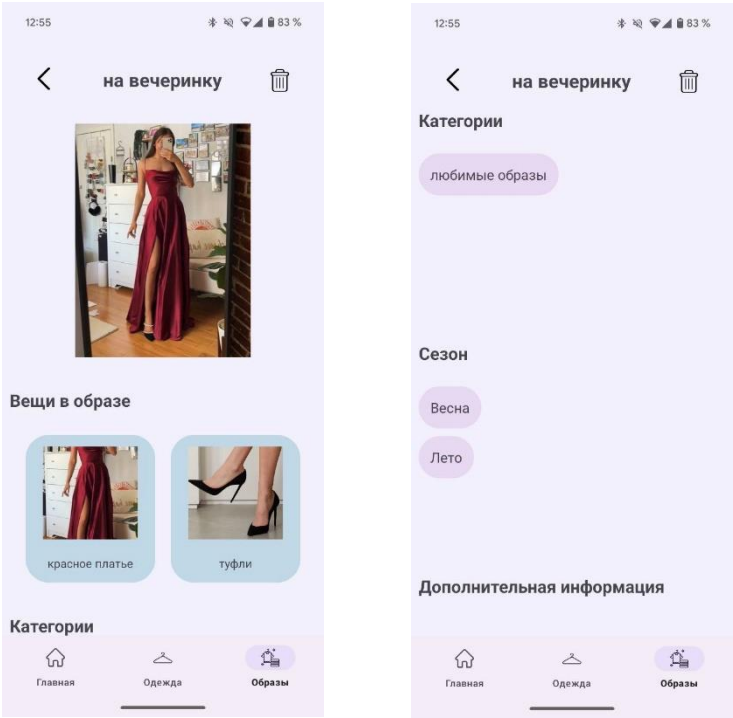 12:55
83 %
на вечеринку
Вещи в образе
красное платье
туфли
Категории
Главная
Одежда
Образы
12:55
83 %
на вечеринку
Категории
любимые образы
Сезон
Весна
Лето
Дополнительная информация
Главная
Одежда
Образы